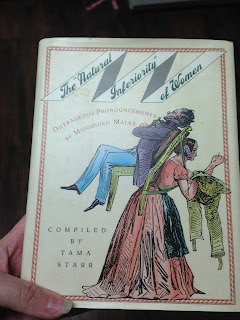 The "Natural
Inferiority"
of Women
Outrageous Pronouncements
by Misguided Males
COMPILED
BY
TAMA
STARR